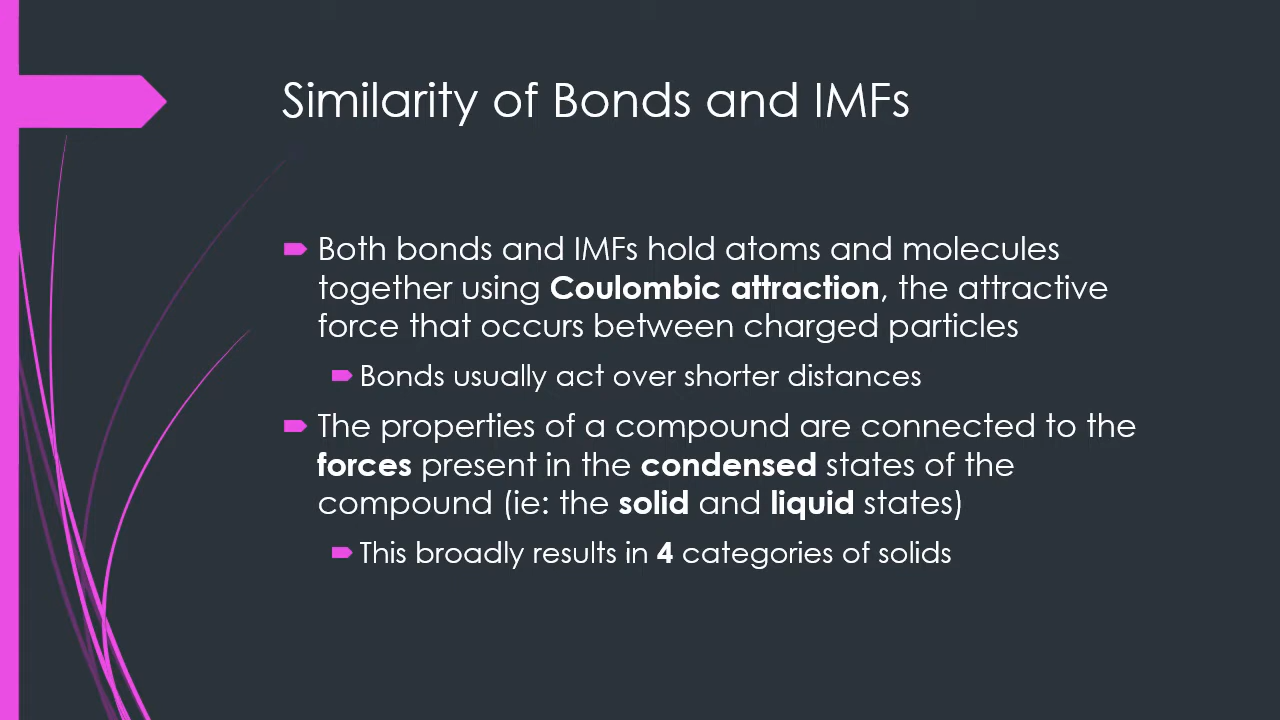 Similarity of Bonds and IMFs
Both bonds and IMFs hold atoms and molecules
together using Coulombic attraction, the attractive
force that occurs between charged particles
Bonds usually act over shorter distances
The properties of a compound are connected to the
forces present in the condensed states of the
compound (ie: the solid and liquid states)
This broadly results in 4 categories of solids